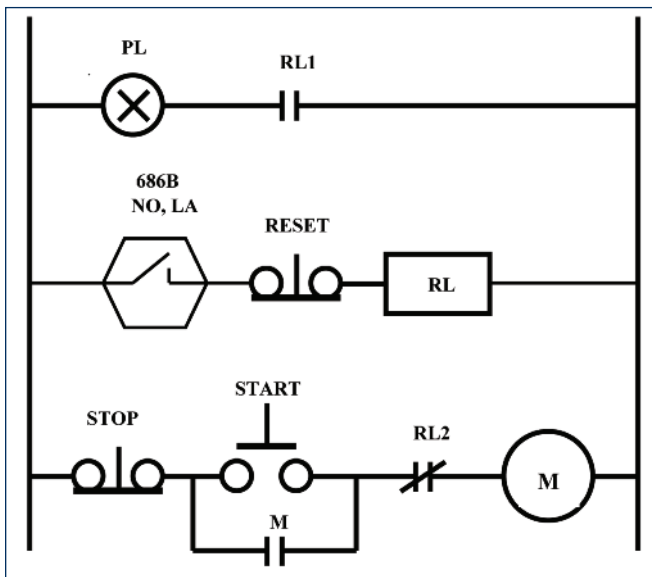 PL
RL1
686B
NO, LA
RESET
RL
START
STOP
RL2
M
M